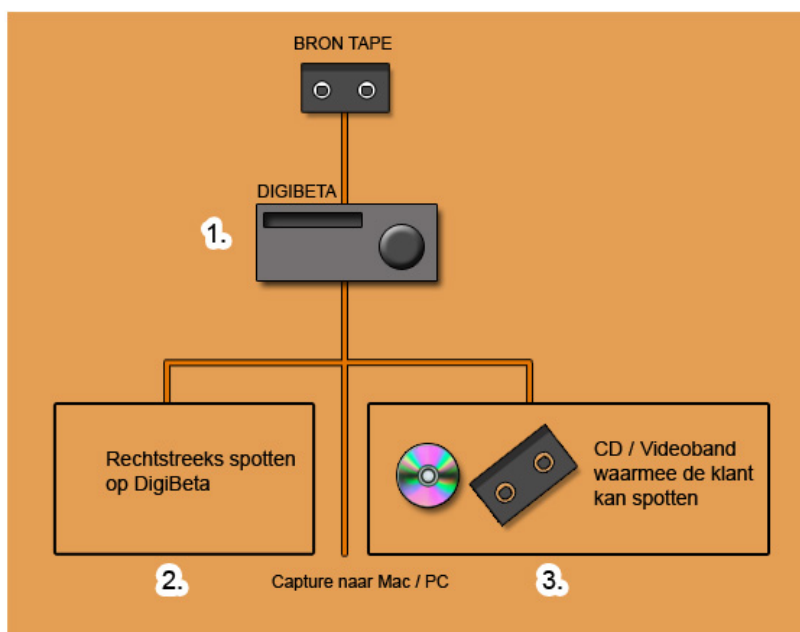 BRON TAPE
DIGIBETA
1.
Rechtstreeks spotten
op DigiBeta
CD / Videoband
waarmee de klant
kan spotten
2.
Capture naar Mac / PC
3.